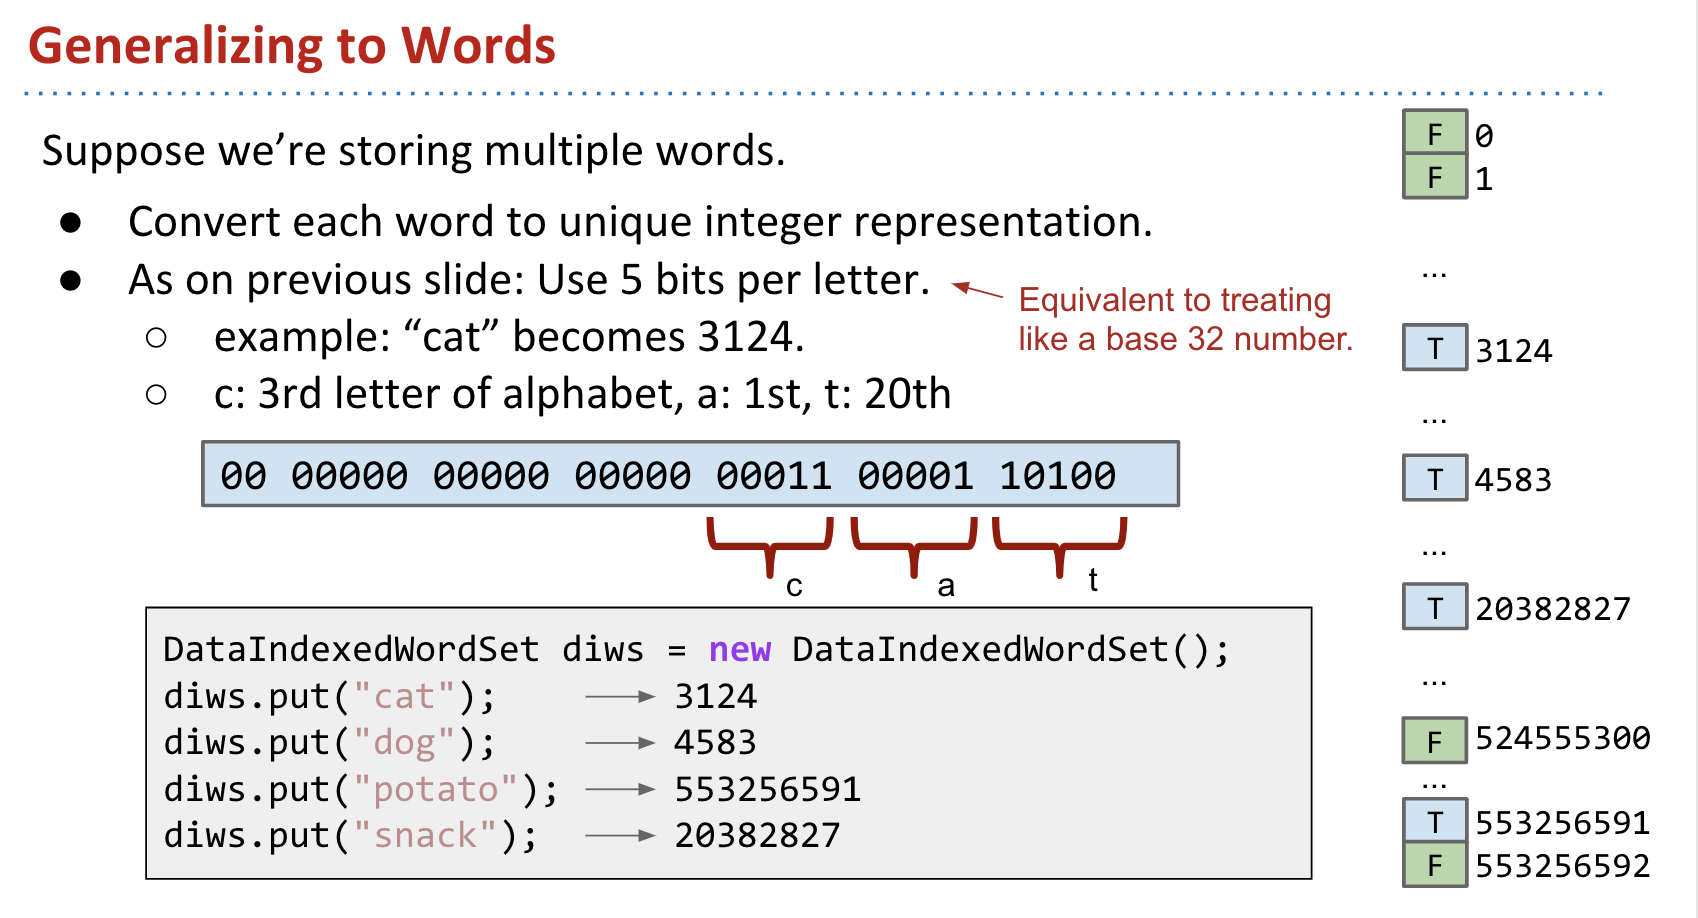 Generalizing to Words
Suppose we’re storing multiple words.
● Convert each word to unique integer representation.
● As on previous slide: Use 5 bits per letter.
Equivalent to treating
like a base 32 number.
○ example: “cat” becomes 3124.
○ c: 3rd letter of alphabet, a: 1st, t: 20th
00 00000 00000 00000 00011 00001 10100
c a t
DataIndexedWordSet diws = new DataIndexedWordSet();
diws.put("cat"); → 3124
diws.put("dog"); → 4583
diws.put("potato"); → 553256591
diws.put("snack"); → 20382827
F 0
F 1
...
T 3124
...
T 4583
...
T 20382827
...
F 524555300
...
T 553256591
F 553256592